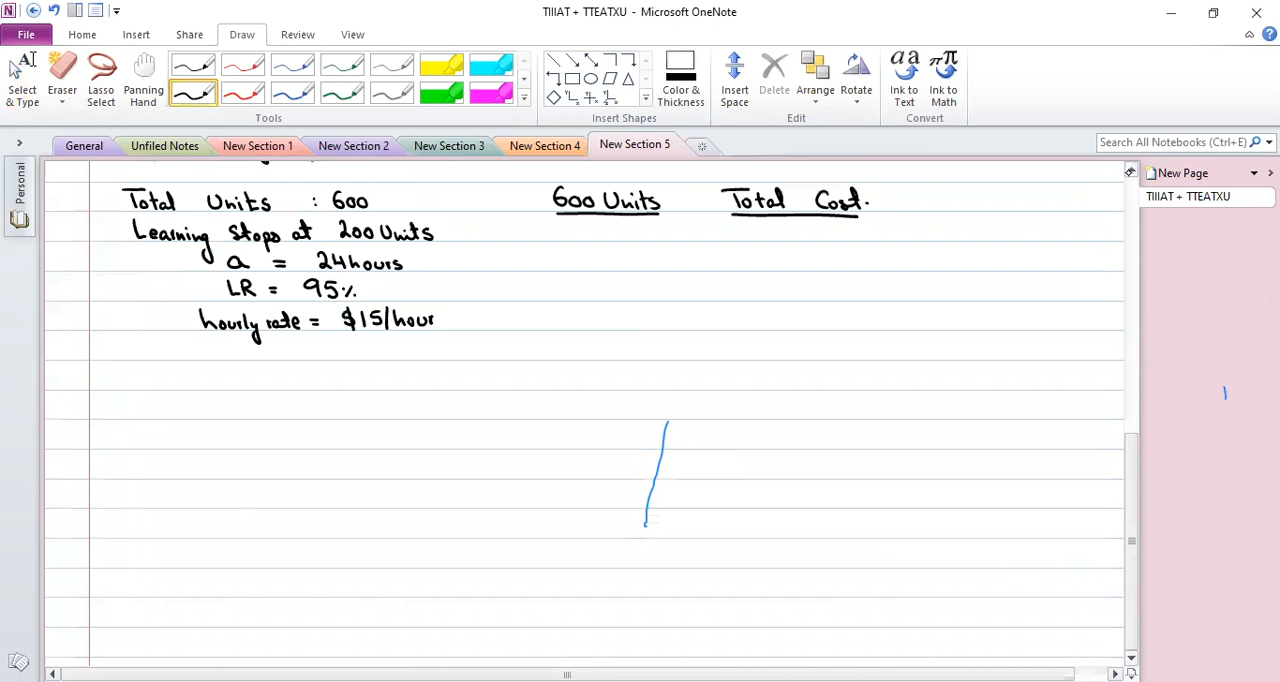 TIIIAT + TTEATXU - Microsoft OneNote
File Home Insert Share Draw Review View
Select & Type
Eraser
Lasso Select
Panning Hand
Color & Thickness
Insert Space
Delete
Arrange
Rotate
Ink to Text
Ink to Math
Tools
Insert Shapes
Edit
Convert
General Unfiled Notes New Section 1 New Section 2 New Section 3 New Section 4 New Section 5
Search All Notebooks (Ctrl+E)
Personal
New Page
TIIIAT + TTEATXU
Total Units : 600 600 Units Total Cost.
Learning Stops at 200 Units
a = 24 hours
LR = 95%
hourly rate = $15/hour